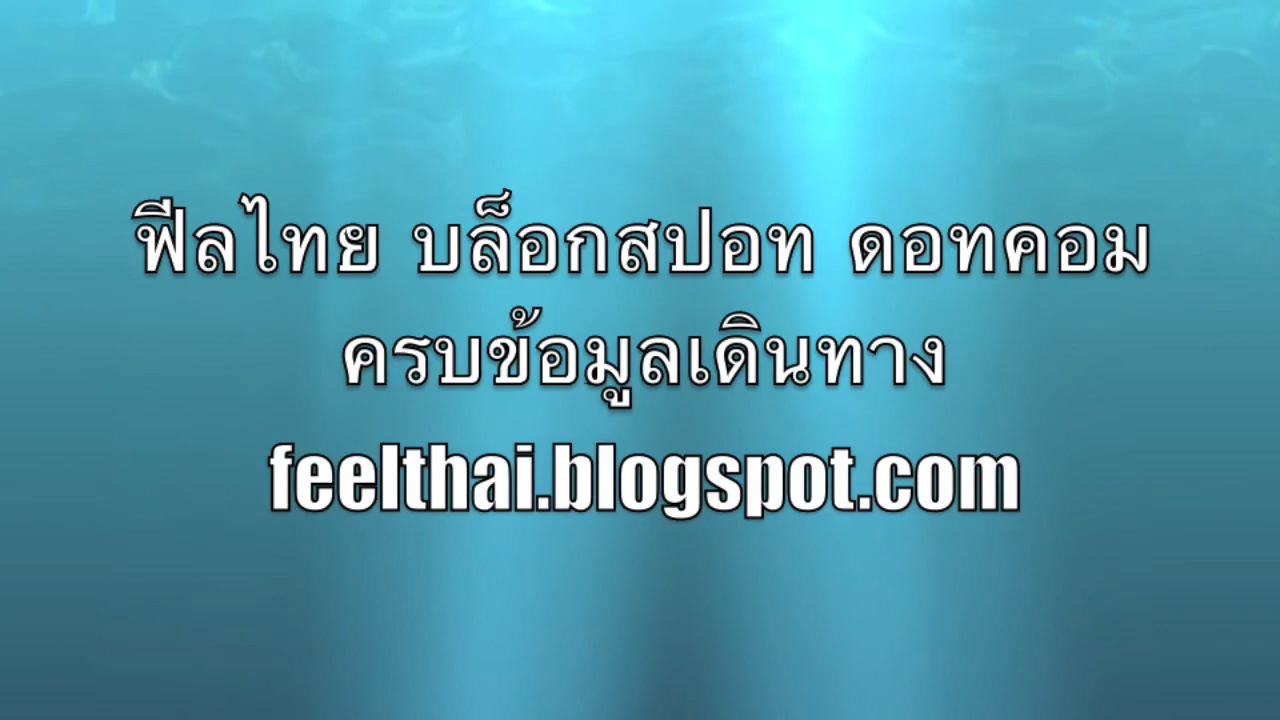 ฟีลไทย บล็อกสปอท ดอทคอม
ครบข้อมูลเดินทาง
feelthai.blogspot.com